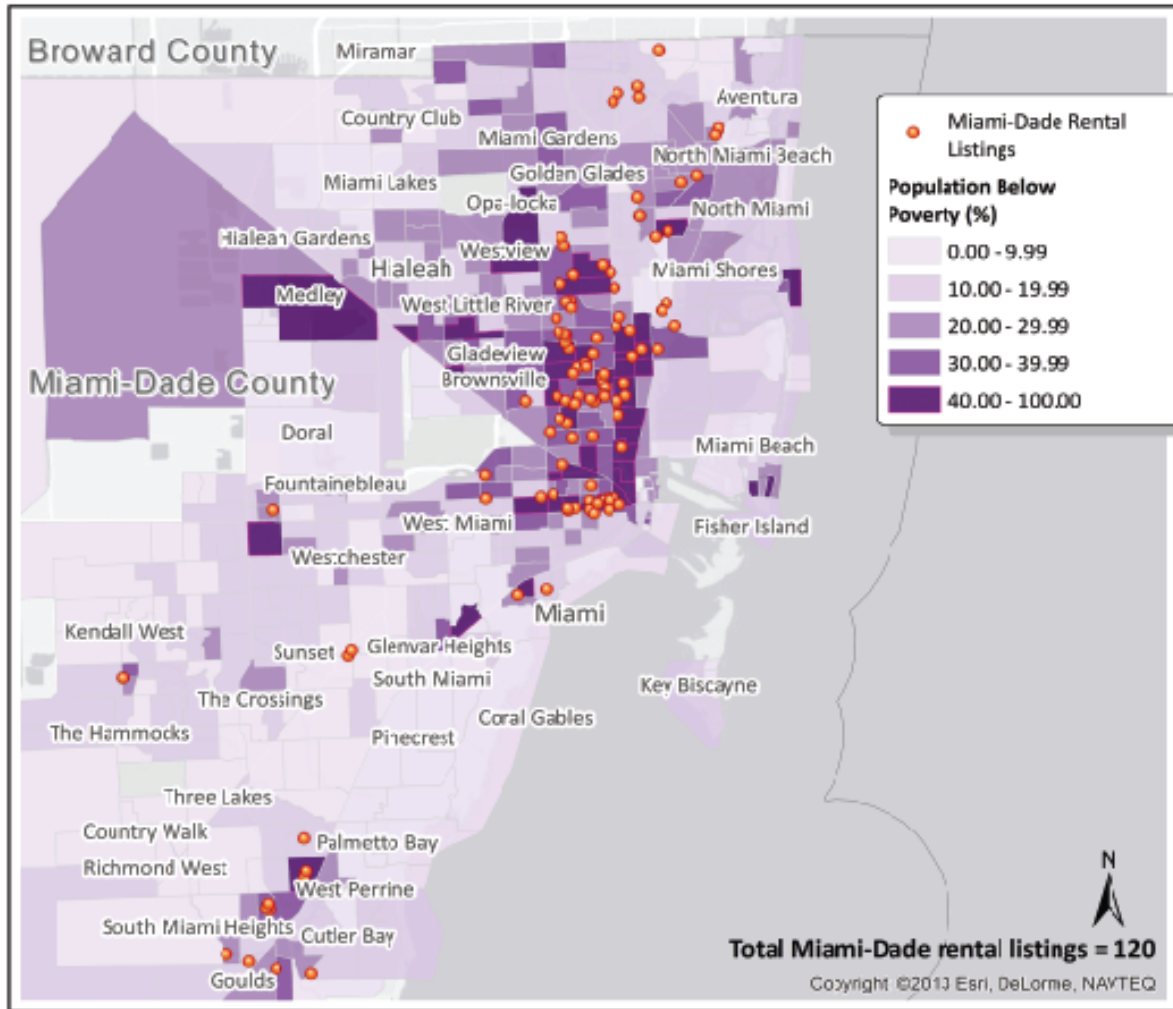 Broward County
Miramar
Aventura
Country Club
Miami Gardens
North Miami Beach
Golden Glades
Miami Lakes
Opa-locka
North Miami
Hialeah Gardens
Westview
Hialeah
Miami Shores
Medley
West Little River
Gladeview
Miami-Dade County
Brownsville
Doral
Miami Beach
Fountainebleau
West Miami
Fisher Island
Westchester
Miami
Kendall West
Sunset
Glenvar Heights
South Miami
Key Biscayne
The Crossings
Coral Gables
The Hammocks
Pinecrest
Three Lakes
Country Walk
Palmetto Bay
Richmond West
West Perrine
South Miami Heights
Cutler Bay
Goulds
Miami-Dade Rental
Listings
Population Below
Poverty (%)
0.00 - 9.99
10.00 - 19.99
20.00 - 29.99
30.00 - 39.99
40.00 - 100.00
N
Total Miami-Dade rental listings = 120
Copyright ©2013 Esri, DeLorme, NAVTEQ